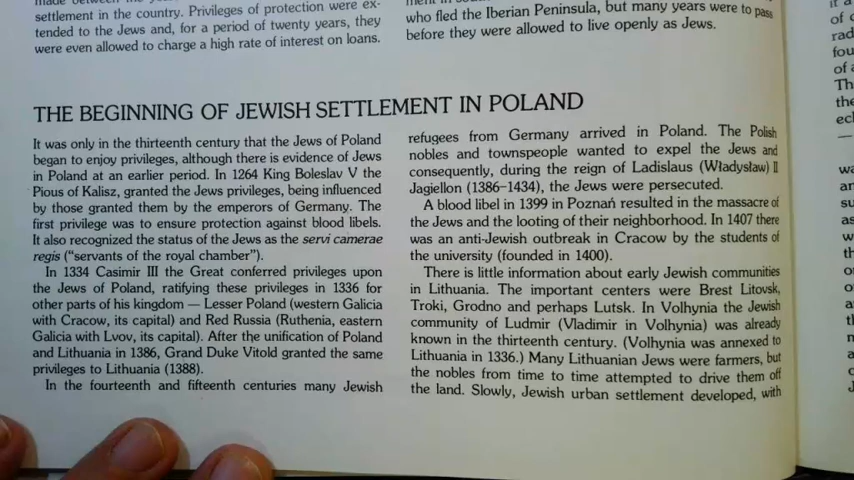 settlement in the country. Privileges of protection were ex-
tended to the Jews and, for a period of twenty years, they
were even allowed to charge a high rate of interest on loans.
who fled the Iberian Peninsula, but many years were to pass
before they were allowed to live openly as Jews.
THE BEGINNING OF JEWISH SETTLEMENT IN POLAND
It was only in the thirteenth century that the Jews of Poland
began to enjoy privileges, although there is evidence of Jews
in Poland at an earlier period. In 1264 King Boleslav V the
Pious of Kalisz, granted the Jews privileges, being influenced
by those granted them by the emperors of Germany. The
first privilege was to ensure protection against blood libels.
It also recognized the status of the Jews as the servi camerae
regis (“servants of the royal chamber”).
In 1334 Casimir III the Great conferred privileges upon
the Jews of Poland, ratifying these privileges in 1336 for
other parts of his kingdom — Lesser Poland (western Galicia
with Cracow, its capital) and Red Russia (Ruthenia, eastern
Galicia with Lvov, its capital). After the unification of Poland
and Lithuania in 1386, Grand Duke Vitold granted the same
privileges to Lithuania (1388).
In the fourteenth and fifteenth centuries many Jewish
refugees from Germany arrived in Poland. The Polish
nobles and townspeople wanted to expel the Jews and
consequently, during the reign of Ladislaus (Władysław) II
Jagiellon (1386–1434), the Jews were persecuted.
A blood libel in 1399 in Poznań resulted in the massacre of
the Jews and the looting of their neighborhood. In 1407 there
was an anti-Jewish outbreak in Cracow by the students of
the university (founded in 1400).
There is little information about early Jewish communities
in Lithuania. The important centers were Brest Litovsk,
Troki, Grodno and perhaps Lutsk. In Volhynia the Jewish
community of Ludmir (Vladimir in Volhynia) was already
known in the thirteenth century. (Volhynia was annexed to
Lithuania in 1336.) Many Lithuanian Jews were farmers, but
the nobles from time to time attempted to drive them off
the land. Slowly, Jewish urban settlement developed, with